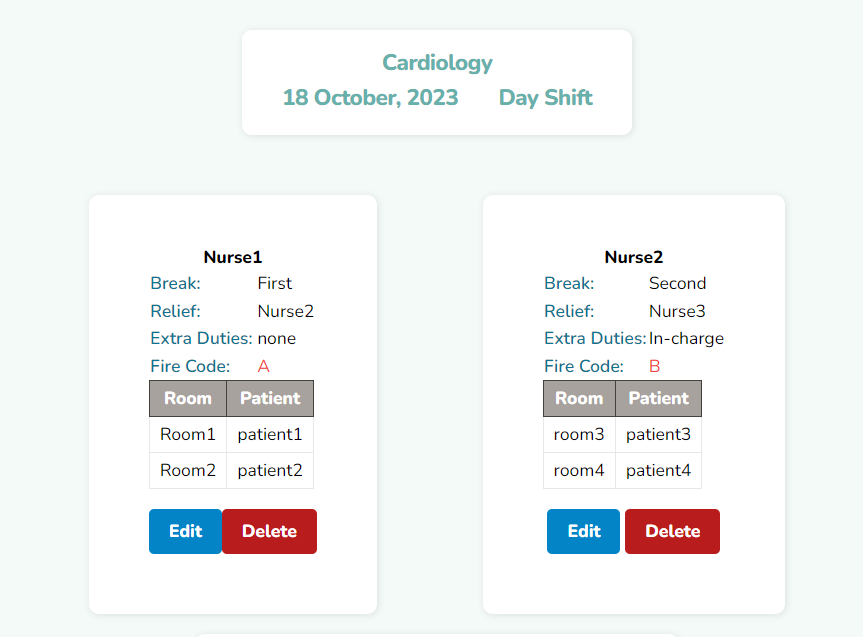 Cardiology
18 October, 2023 Day Shift
Nurse1
Break: First
Relief: Nurse2
Extra Duties: none
Fire Code: A
Room Patient
Room1 patient1
Room2 patient2
Edit Delete
Nurse2
Break: Second
Relief: Nurse3
Extra Duties: In-charge
Fire Code: B
Room Patient
room3 patient3
room4 patient4
Edit Delete